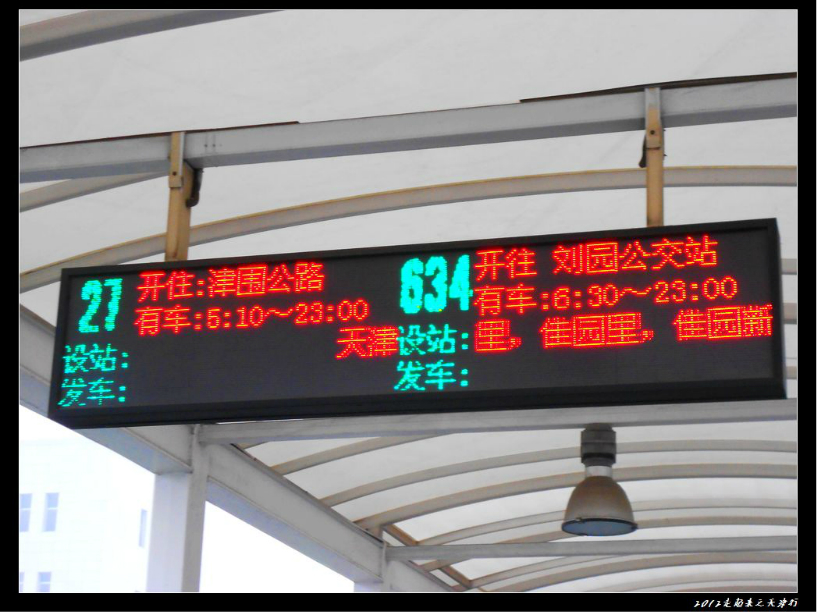 27
开住:津围公路
有车:5:10～23:00
设站: 天津
发车:
634
开往 刘园公交站
有车:6:30～23:00
设站:里，佳园里，佳园新
发车: